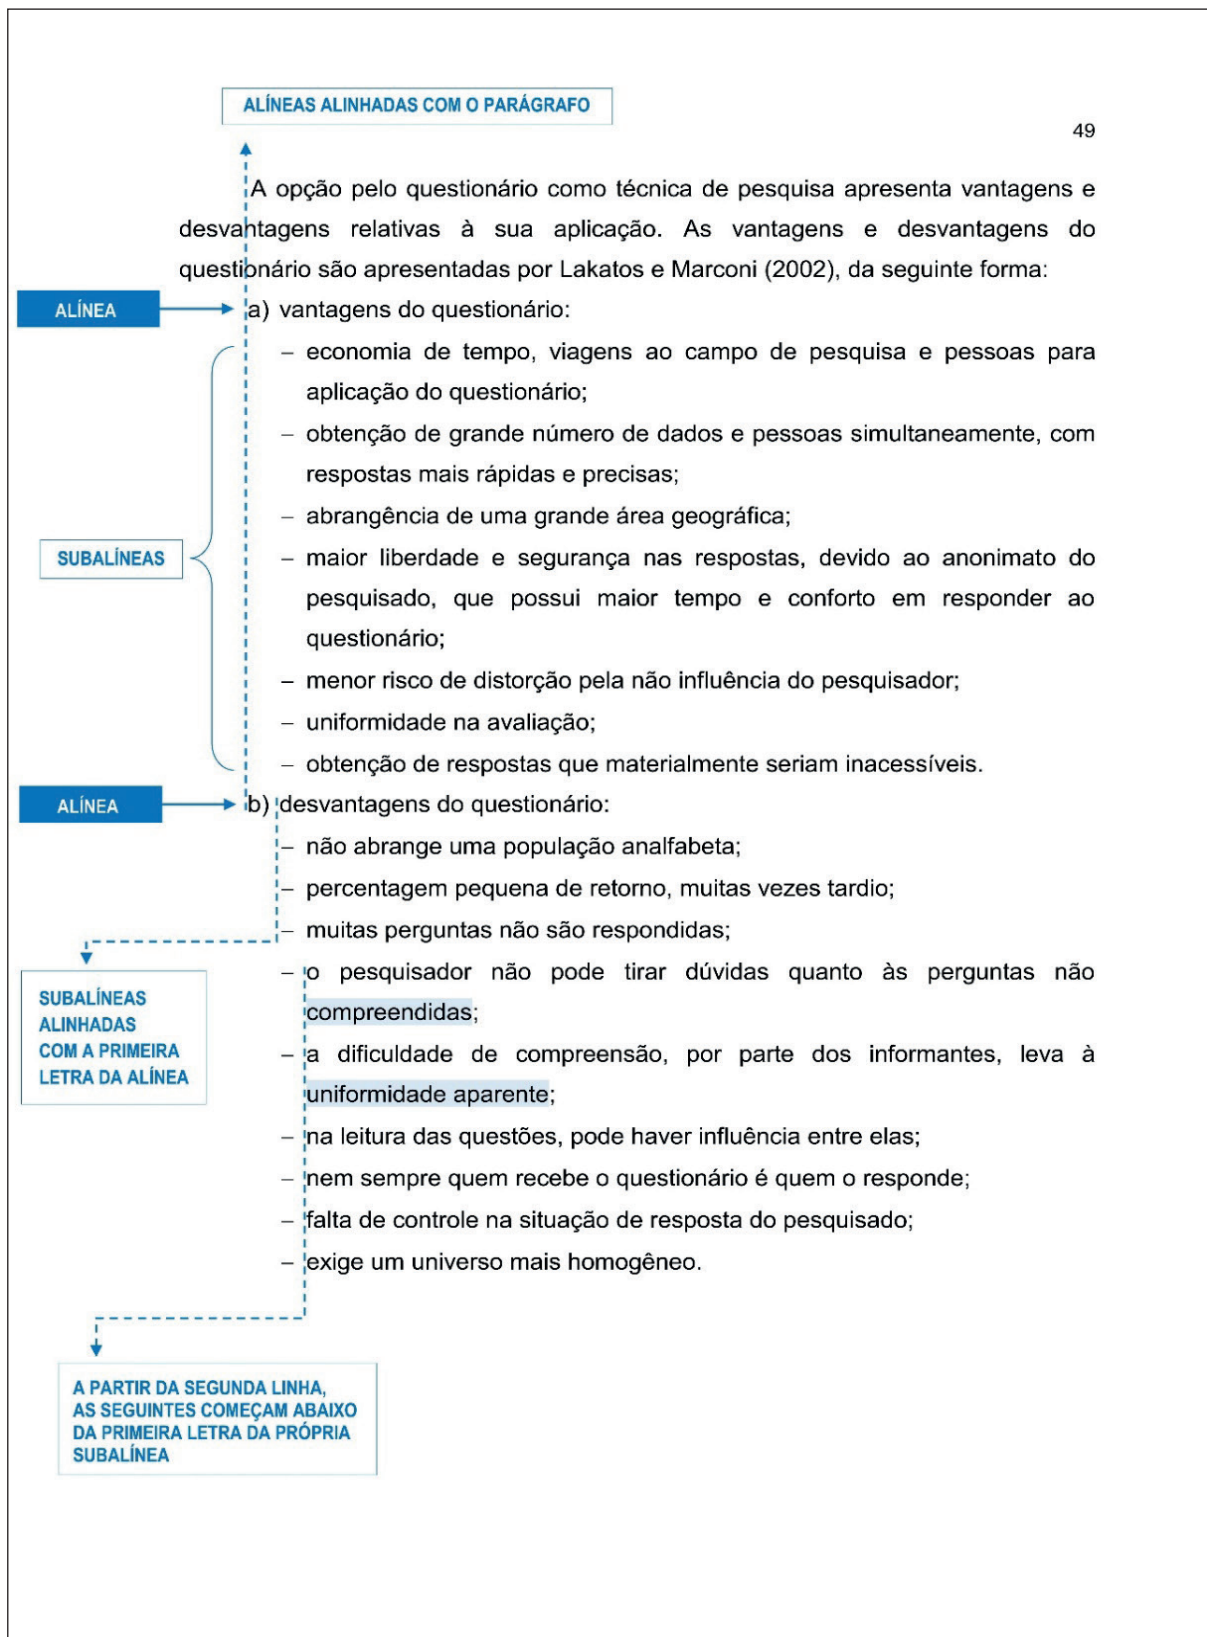 ALÍNEAS ALINHADAS COM O PARÁGRAFO
49
A opção pelo questionário como técnica de pesquisa apresenta vantagens e
desvantagens relativas à sua aplicação. As vantagens e desvantagens do
questionário são apresentadas por Lakatos e Marconi (2002), da seguinte forma:
ALÍNEA
a) vantagens do questionário:
– economia de tempo, viagens ao campo de pesquisa e pessoas para
aplicação do questionário;
– obtenção de grande número de dados e pessoas simultaneamente, com
respostas mais rápidas e precisas;
– abrangência de uma grande área geográfica;
SUBALÍNEAS
– maior liberdade e segurança nas respostas, devido ao anonimato do
pesquisado, que possui maior tempo e conforto em responder ao
questionário;
– menor risco de distorção pela não influência do pesquisador;
– uniformidade na avaliação;
– obtenção de respostas que materialmente seriam inacessíveis.
ALÍNEA
b) desvantagens do questionário:
– não abrange uma população analfabeta;
– percentagem pequena de retorno, muitas vezes tardio;
– muitas perguntas não são respondidas;
– o pesquisador não pode tirar dúvidas quanto às perguntas não
compreendidas;
– a dificuldade de compreensão, por parte dos informantes, leva à
uniformidade aparente;
– na leitura das questões, pode haver influência entre elas;
– nem sempre quem recebe o questionário é quem o responde;
– falta de controle na situação de resposta do pesquisado;
– exige um universo mais homogêneo.
SUBALÍNEAS
ALINHADAS
COM A PRIMEIRA
LETRA DA ALÍNEA
A PARTIR DA SEGUNDA LINHA,
AS SEGUINTES COMEÇAM ABAIXO
DA PRIMEIRA LETRA DA PRÓPRIA
SUBALÍNEA